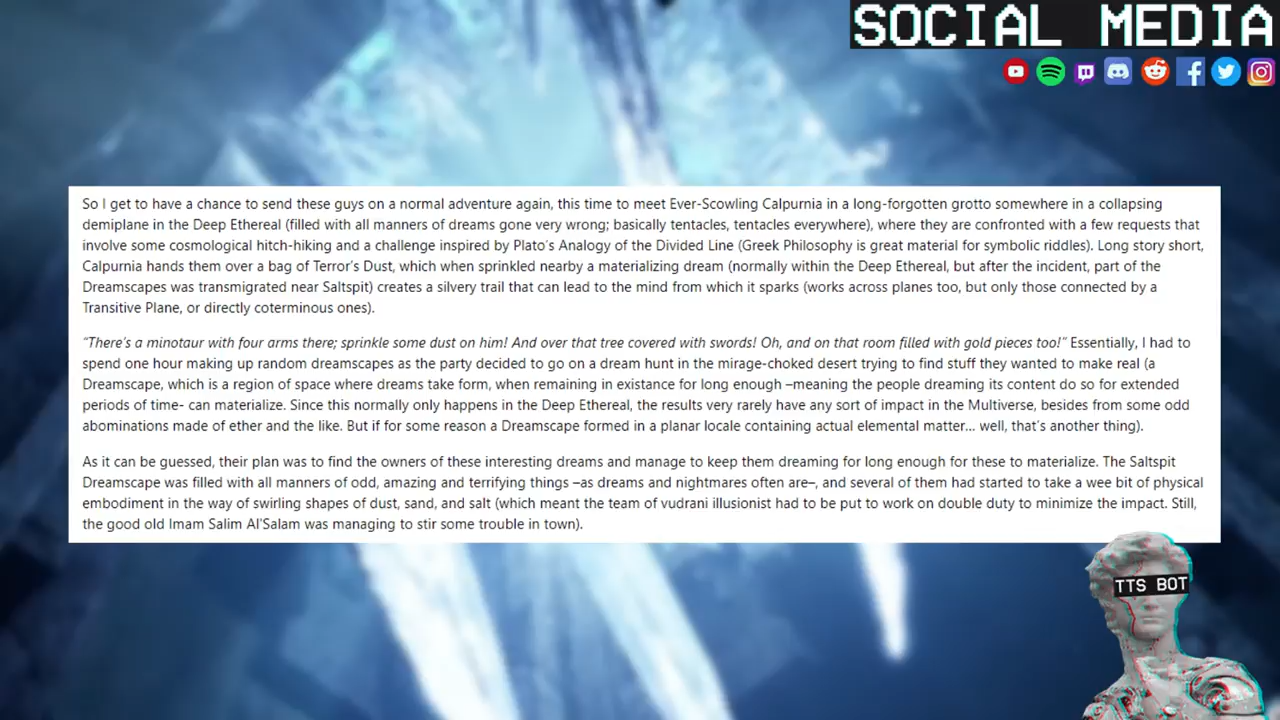 SOCIAL MEDIA
So I get to have a chance to send these guys on a normal adventure again, this time to meet Ever-Scowling Calpurnia in a long-forgotten grotto somewhere in a collapsing
demiplane in the Deep Ethereal (filled with all manners of dreams gone very wrong; basically tentacles, tentacles everywhere), where they are confronted with a few requests that
involve some cosmological hitch-hiking and a challenge inspired by Plato's Analogy of the Divided Line (Greek Philosophy is great material for symbolic riddles). Long story short,
Calpurnia hands them over a bag of Terror's Dust, which when sprinkled nearby a materializing dream (normally within the Deep Ethereal, but after the incident, part of the
Dreamscapes was transmigrated near Saltspit) creates a silvery trail that can lead to the mind from which it sparks (works across planes too, but only those connected by a
Transitive Plane, or directly coterminous ones).
“There's a minotaur with four arms there; sprinkle some dust on him! And over that tree covered with swords! Oh, and on that room filled with gold pieces too!” Essentially, I had to
spend one hour making up random dreamscapes as the party decided to go on a dream hunt in the mirage-choked desert trying to find stuff they wanted to make real (a
Dreamscape, which is a region of space where dreams take form, when remaining in existance for long enough –meaning the people dreaming its content do so for extended
periods of time- can materialize. Since this normally only happens in the Deep Ethereal, the results very rarely have any sort of impact in the Multiverse, besides from some odd
abominations made of ether and the like. But if for some reason a Dreamscape formed in a planar locale containing actual elemental matter… well, that's another thing).
As it can be guessed, their plan was to find the owners of these interesting dreams and manage to keep them dreaming for long enough for these to materialize. The Saltspit
Dreamscape was filled with all manners of odd, amazing and terrifying things –as dreams and nightmares often are–, and several of them had started to take a wee bit of physical
embodiment in the way of swirling shapes of dust, sand, and salt (which meant the team of vudrani illusionist had to be put to work on double duty to minimize the impact. Still,
the good old Imam Salim Al'Salam was managing to stir some trouble in town).
TTS BOT